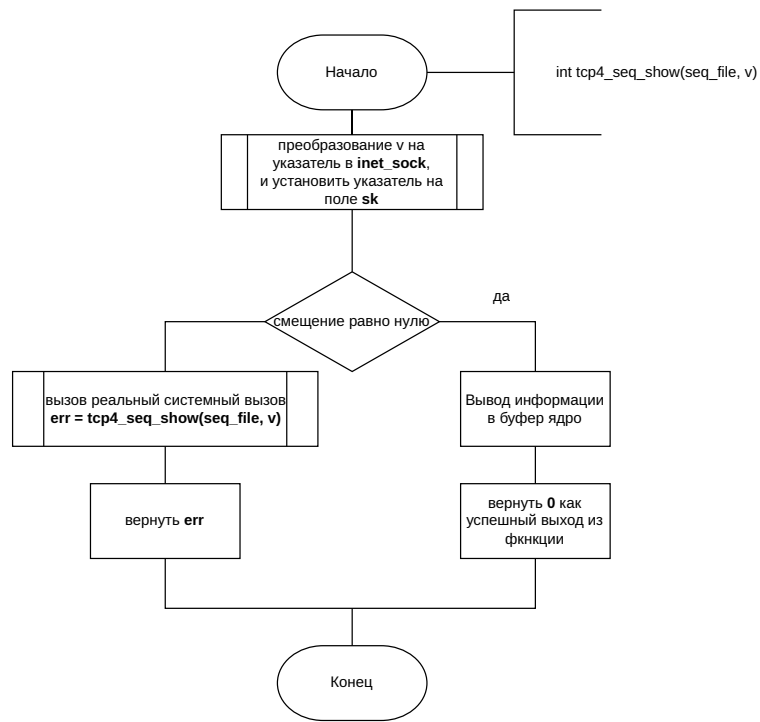 Начало
int tcp4_seq_show(seq_file, v)
преобразование v на
указатель в inet_sock,
и установить указатель на
поле sk
да
смещение равно нулю
вызов реальный системный вызов
err = tcp4_seq_show(seq_file, v)
Вывод информации
в буфер ядро
вернуть err
вернуть 0 как
успешный выход из
фкнкции
Конец